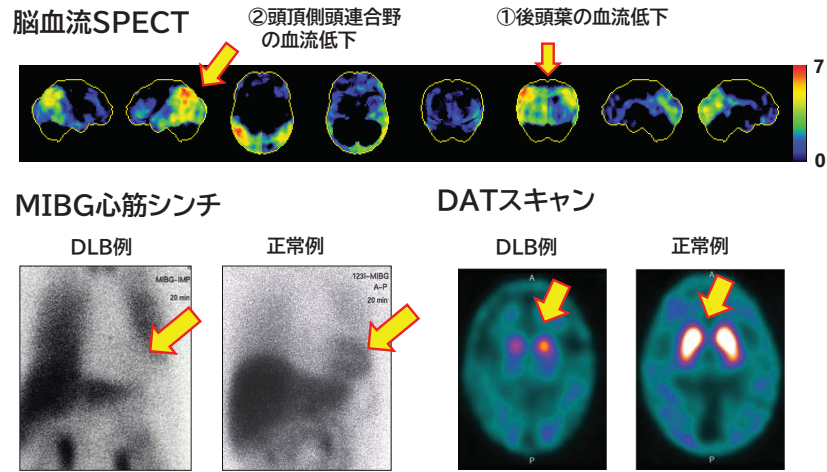 脳血流SPECT
②頭頂側頭連合野
の血流低下
①後頭葉の血流低下
7
0
MIBG心筋シンチ
DATスキャン
DLB例
正常例
DLB例
正常例
MIBG-IMP
20 min
123I-MIBG
A-P
20 min
A
A
P
P